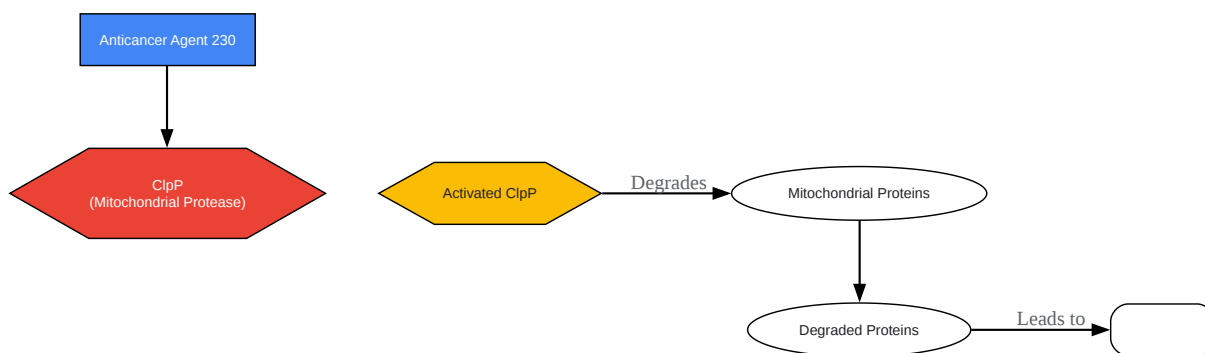 Anticancer Agent 230
ClpP
(Mitochondrial Protease)
Activated ClpP
Degrades
Mitochondrial Proteins
Degraded Proteins
Leads to